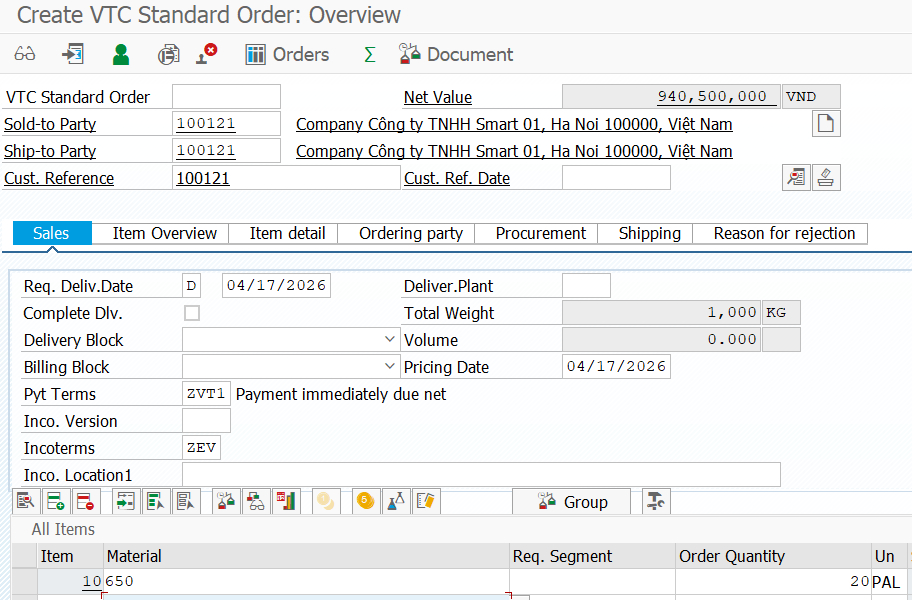 Create VTC Standard Order: Overview
Orders Σ Document
VTC Standard Order Net Value 940,500,000 VND
Sold-to Party 100121 Company Công ty TNHH Smart 01, Ha Noi 100000, Việt Nam
Ship-to Party 100121 Company Công ty TNHH Smart 01, Ha Noi 100000, Việt Nam
Cust. Reference 100121 Cust. Ref. Date
Sales Item Overview Item detail Ordering party Procurement Shipping Reason for rejection
Req. Deliv.Date D 04/17/2026 Deliver.Plant
Complete Dlv. Total Weight 1,000 KG
Delivery Block Volume 0.000
Billing Block Pricing Date 04/17/2026
Pyt Terms ZVT1 Payment immediately due net
Inco. Version
Incoterms ZEV
Inco. Location1
Group
All Items
Item Material Req. Segment Order Quantity Un
10 650 20 PAL